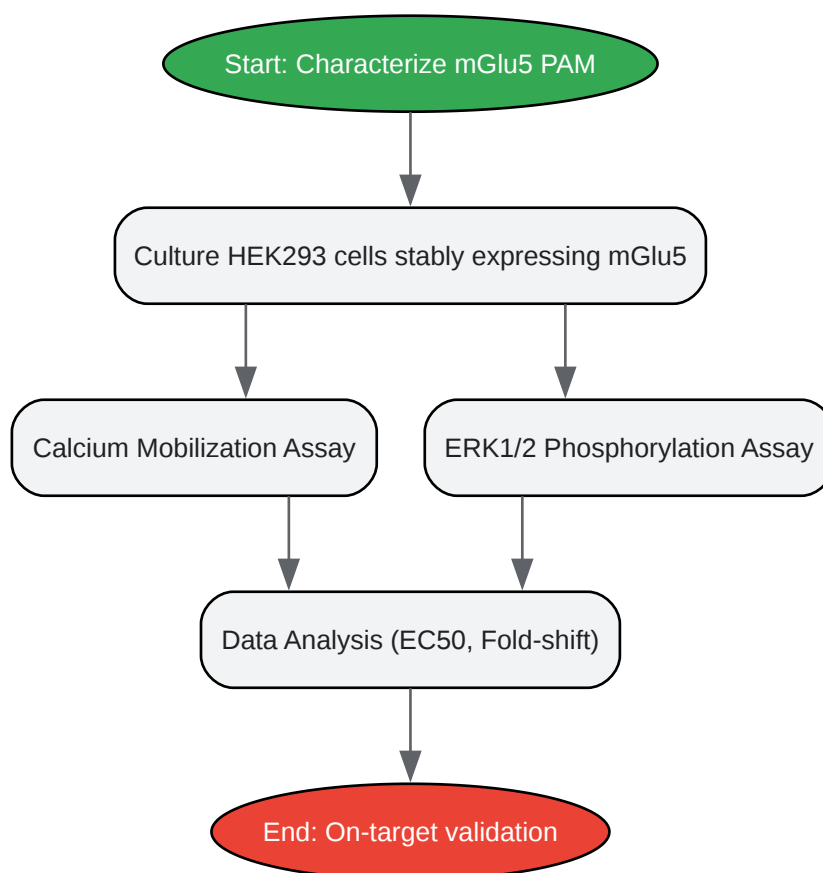 Start: Characterize mGlu5 PAM
Culture HEK293 cells stably expressing mGlu5
Calcium Mobilization Assay
ERK1/2 Phosphorylation Assay
Data Analysis (EC50, Fold-shift)
End: On-target validation